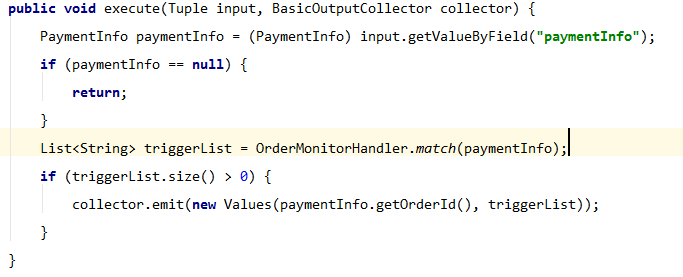 public void execute(Tuple input, BasicOutputCollector collector) {
    PaymentInfo paymentInfo = (PaymentInfo) input.getValueByField("paymentInfo");
    if (paymentInfo == null) {
        return;
    }
    List<String> triggerList = OrderMonitorHandler.match(paymentInfo);
    if (triggerList.size() > 0) {
        collector.emit(new Values(paymentInfo.getOrderId(), triggerList));
    }
}